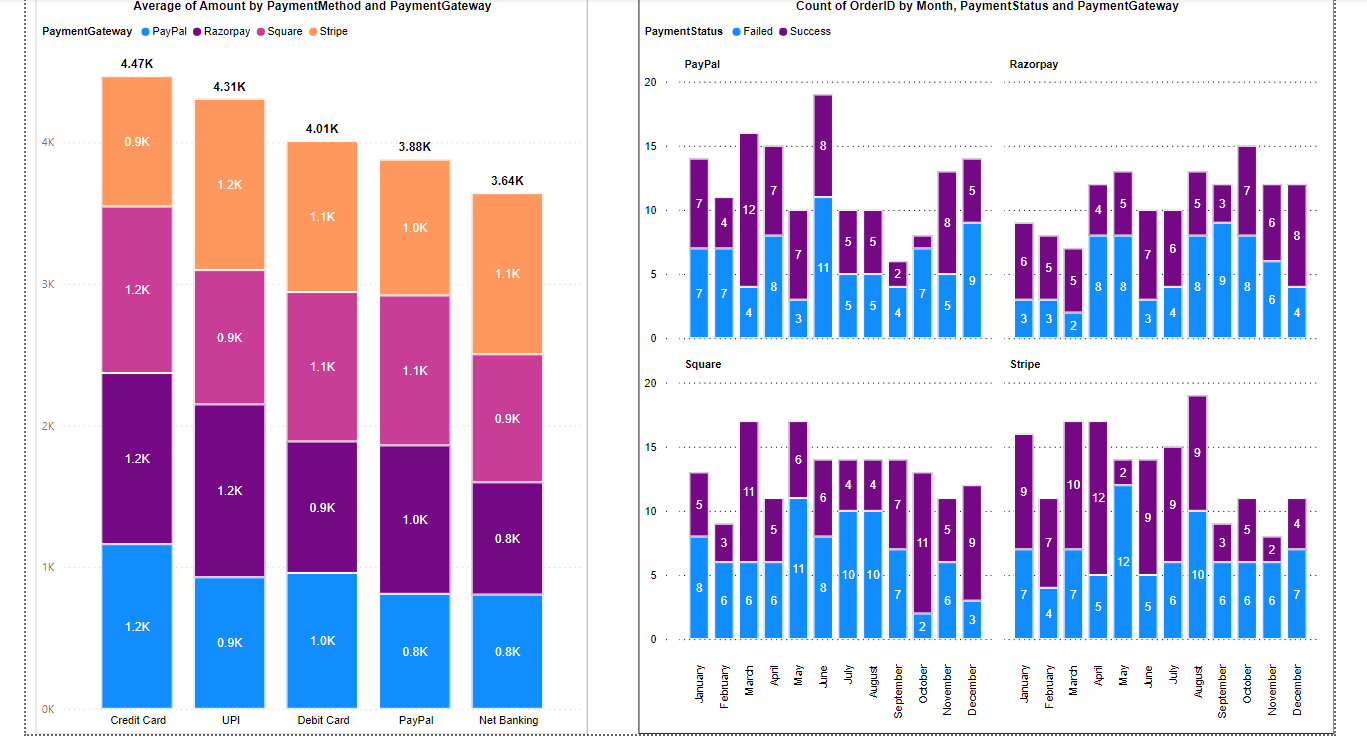 Average of Amount by PaymentMethod and PaymentGateway
PaymentGateway PayPal Razorpay Square Stripe
4.47K
4.31K
4.01K
3.88K
3.64K
4K
3K
2K
1K
0K
0.9K
1.2K
1.2K
1.2K
1.2K
0.9K
1.2K
0.9K
1.1K
1.1K
0.9K
1.0K
1.0K
1.1K
1.0K
0.8K
1.1K
0.9K
0.8K
0.8K
Credit Card UPI Debit Card PayPal Net Banking
Count of OrderID by Month, PaymentStatus and PaymentGateway
PaymentStatus Failed Success
PayPal
20
15
10
5
0
7 4 12 7 7 8 5 5 2 8 5
7 7 4 8 3 11 5 5 4 7 5 9
Razorpay
6 5 5 4 5 7 6 5 3 7 6 8
3 3 2 8 8 3 4 8 9 8 6 4
Square
20
15
10
5
0
5 3 11 5 6 6 4 4 7 11 5 9
8 6 6 6 11 8 10 10 7 2 6 3
January February March April May June July August September October November December
Stripe
9 7 10 12 2 9 9 9 3 5 2 4
7 4 7 5 12 5 6 10 6 6 6 7
January February March April May June July August September October November December